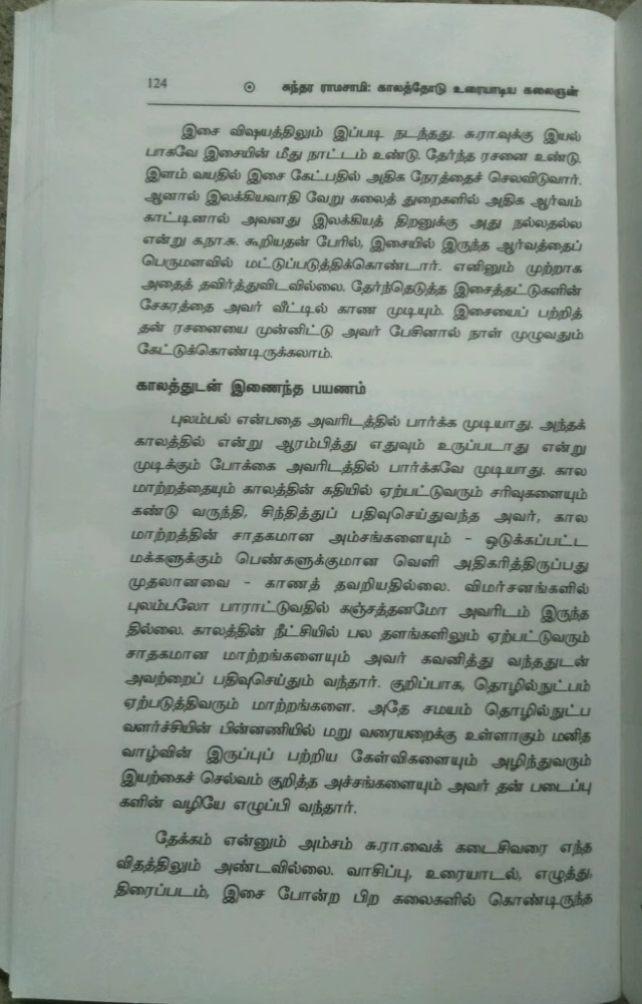 124 ⊙ சுந்தர ராமசாமி: காலத்தோடு உரையாடிய கலைஞன்
இசை விஷயத்திலும் இப்படி நடந்தது. சு.ரா.வுக்கு இயல்
பாகவே இசையின் மீது நாட்டம் உண்டு. தேர்ந்த ரசனை உண்டு.
இளம் வயதில் இசை கேட்பதில் அதிக நேரத்தைச் செலவிடுவார்.
ஆனால் இலக்கியவாதி வேறு கலைத் துறைகளில் அதிக ஆர்வம்
காட்டினால் அவனது இலக்கியத் திறனுக்கு அது நல்லதல்ல
என்று க.நா.சு. கூறியதன் பேரில், இசையில் இருந்த ஆர்வத்தைப்
பெருமளவில் மட்டுப்படுத்திக்கொண்டார். எனினும் முற்றாக
அதைத் தவிர்த்துவிடவில்லை. தேர்ந்தெடுத்த இசைத்தட்டுகளின்
சேகரத்தை அவர் வீட்டில் காண முடியும். இசையைப் பற்றித்
தன் ரசனையை முன்னிட்டு அவர் பேசினால் நாள் முழுவதும்
கேட்டுக்கொண்டிருக்கலாம்.
காலத்துடன் இணைந்த பயணம்
புலம்பல் என்பதை அவரிடத்தில் பார்க்க முடியாது. அந்தக்
காலத்தில் என்று ஆரம்பித்து எதுவும் உருப்படாது என்று
முடிக்கும் போக்கை அவரிடத்தில் பார்க்கவே முடியாது. கால
மாற்றத்தையும் காலத்தின் கதியில் ஏற்பட்டுவரும் சரிவுகளையும்
கண்டு வருந்தி, சிந்தித்துப் பதிவுசெய்துவந்த அவர், கால
மாற்றத்தின் சாதகமான அம்சங்களையும் - ஒடுக்கப்பட்ட
மக்களுக்கும் பெண்களுக்குமான வெளி அதிகரித்திருப்பது
முதலானவை - காணத் தவறியதில்லை. விமர்சனங்களில்
புலம்பலோ பாராட்டுவதில் கஞ்சத்தனமோ அவரிடம் இருந்த
தில்லை. காலத்தின் நீட்சியில் பல தளங்களிலும் ஏற்பட்டுவரும்
சாதகமான மாற்றங்களையும் அவர் கவனித்து வந்ததுடன்
அவற்றைப் பதிவுசெய்தும் வந்தார். குறிப்பாக, தொழில்நுட்பம்
ஏற்படுத்திவரும் மாற்றங்களை. அதே சமயம் தொழில்நுட்ப
வளர்ச்சியின் பின்னணியில் மறு வரையறைக்கு உள்ளாகும் மனித
வாழ்வின் இருப்புப் பற்றிய கேள்விகளையும் அழிந்துவரும்
இயற்கைச் செல்வம் குறித்த அச்சங்களையும் அவர் தன் படைப்பு
களின் வழியே எழுப்பி வந்தார்.
தேக்கம் என்னும் அம்சம் சு.ரா.வைக் கடைசிவரை எந்த
விதத்திலும் அண்டவில்லை. வாசிப்பு, உரையாடல், எழுத்து,
திரைப்படம், இசை போன்ற பிற கலைகளில் கொண்டிருந்த